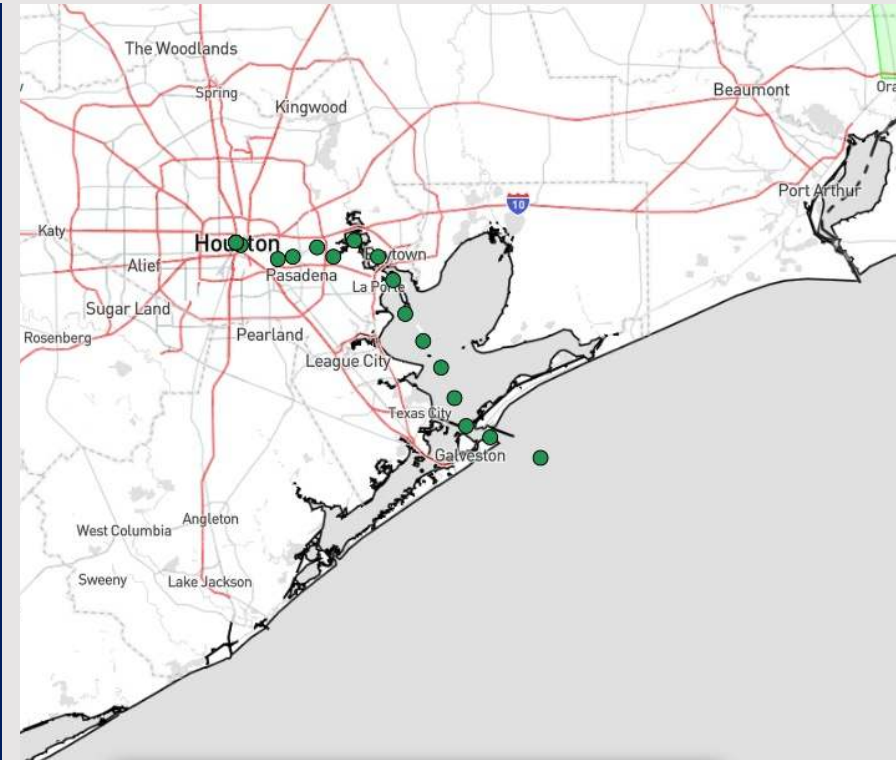 The Woodlands
Spring
Kingwood
Beaumont
Ora
Port Arthur
10
Katy
Houston
Baytown
Alief
Pasadena
La Porte
Sugar Land
Pearland
Rosenberg
League City
Texas City
Galveston
Angleton
West Columbia
Sweeny
Lake Jackson